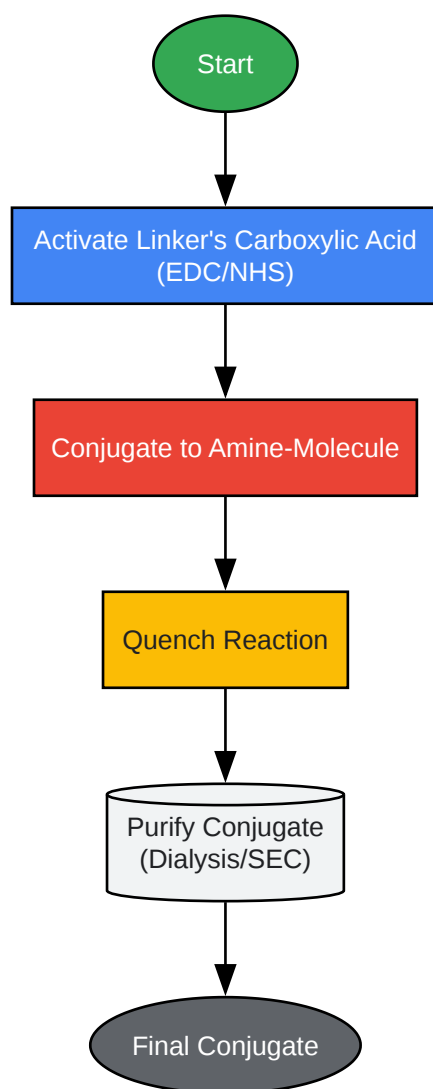 Start
Activate Linker's Carboxylic Acid
(EDC/NHS)
Conjugate to Amine-Molecule
Quench Reaction
Purify Conjugate
(Dialysis/SEC)
Final Conjugate